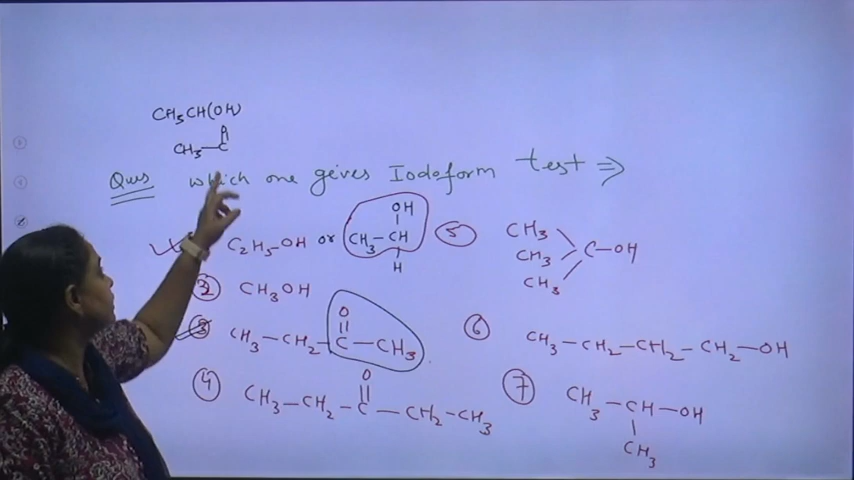 CH₃CH(OH)
O
CH₃—C
Ques which one gives Iodoform test ⇒
C₂H₅-OH or CH₃-CH-H
OH
② CH₃OH
③ CH₃-CH₂-C-CH₃
O
④ CH₃-CH₂-C-CH₂-CH₃
O
⑤ CH₃
CH₃ C-OH
CH₃
⑥ CH₃-CH₂-CH₂-CH₂-OH
⑦ CH₃-CH-OH
CH₃